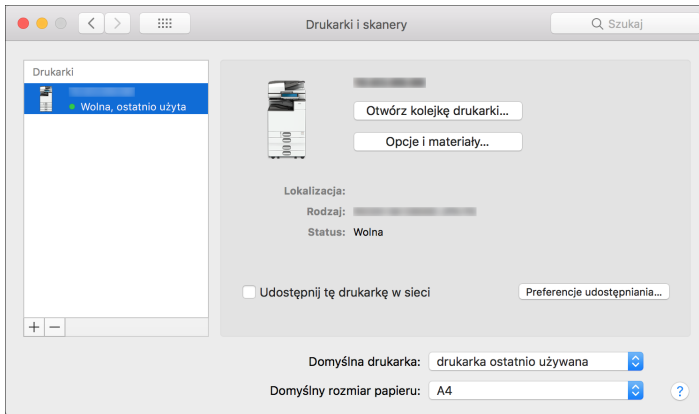 Drukarki i skanery
Szukaj
Drukarki
Wolna, ostatnio użyta
Otwórz kolejkę drukarki...
Opcje i materiały...
Lokalizacja:
Rodzaj:
Status: Wolna
Udostępnij tę drukarkę w sieci
Preferencje udostępniania...
+ −
Domyślna drukarka: drukarka ostatnio używana
Domyślny rozmiar papieru: A4
?